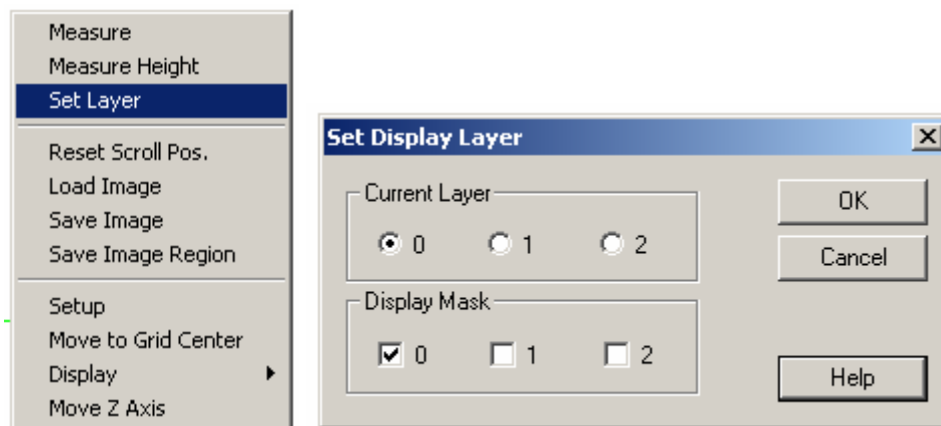 Measure
Measure Height
Set Layer
Reset Scroll Pos.
Load Image
Save Image
Save Image Region
Setup
Move to Grid Center
Display
Move Z Axis
Set Display Layer
Current Layer
0 1 2
Display Mask
0 1 2
OK
Cancel
Help